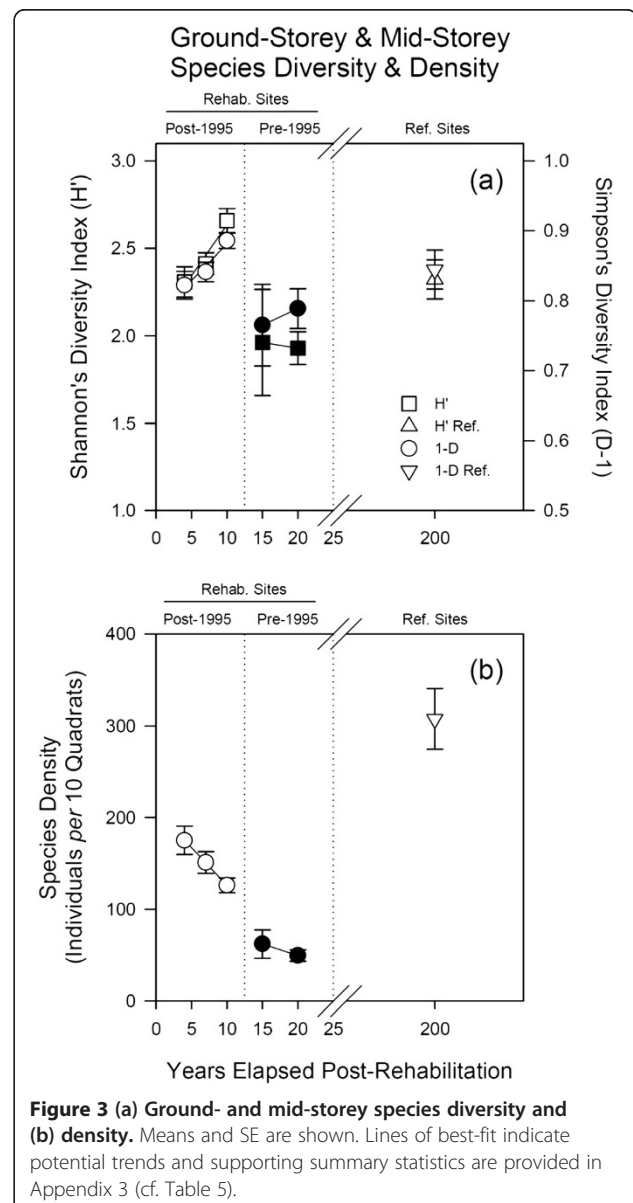 Ground-Storey & Mid-Storey
Species Diversity & Density
Rehab. Sites
Post-1995 Pre-1995 Ref. Sites
3.0 1.0
(a)
2.5 0.9
2.0 0.8
1.5 0.7
0.6
1.0 0.5
Shannon's Diversity Index (H')
Simpson's Diversity Index (D-1)
H'
H' Ref.
1-D
1-D Ref.
0 5 10 15 20 25 200
Rehab. Sites
Post-1995 Pre-1995 Ref. Sites
400
(b)
300
200
100
0
Species Density
(Individuals per 10 Quadrats)
0 5 10 15 20 25 200
Years Elapsed Post-Rehabilitation
Figure 3 (a) Ground- and mid-storey species diversity and
(b) density. Means and SE are shown. Lines of best-fit indicate
potential trends and supporting summary statistics are provided in
Appendix 3 (cf. Table 5).